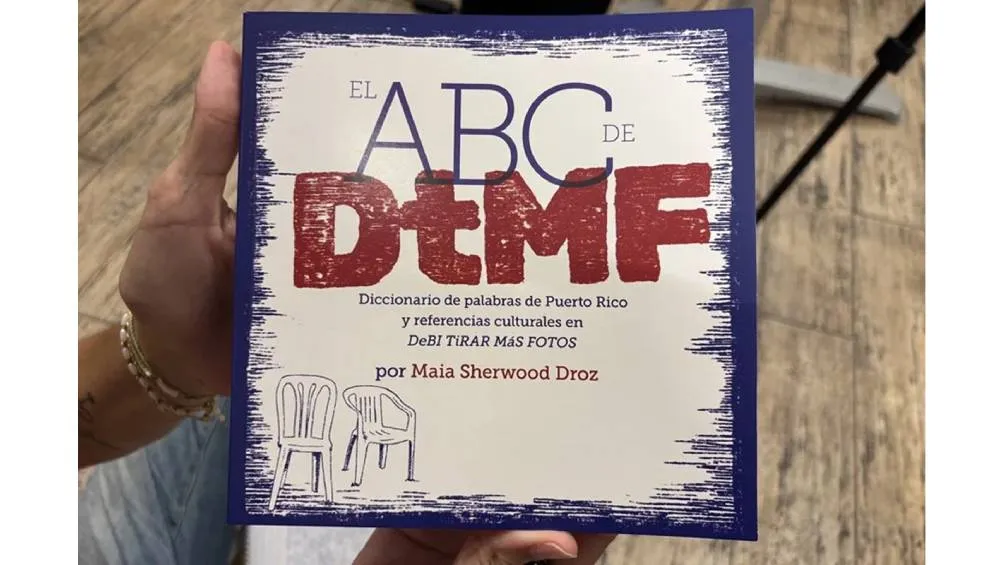 EL ABC DE
DtMF
Diccionario de palabras de Puerto Rico
y referencias culturales en
DeBI TiRAR MáS FOTOS
por Maia Sherwood Droz